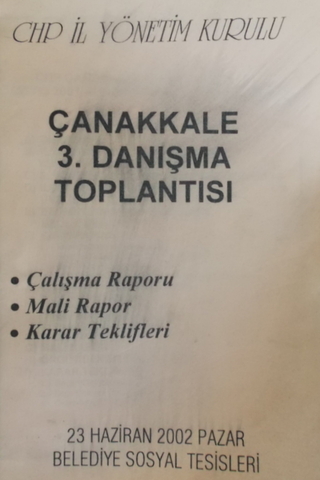 CHP İL YÖNETİM KURULU
ÇANAKKALE
3. DANIŞMA
TOPLANTISI
• Çalışma Raporu
• Mali Rapor
• Karar Teklifleri
23 HAZİRAN 2002 PAZAR
BELEDİYE SOSYAL TESİSLERİ